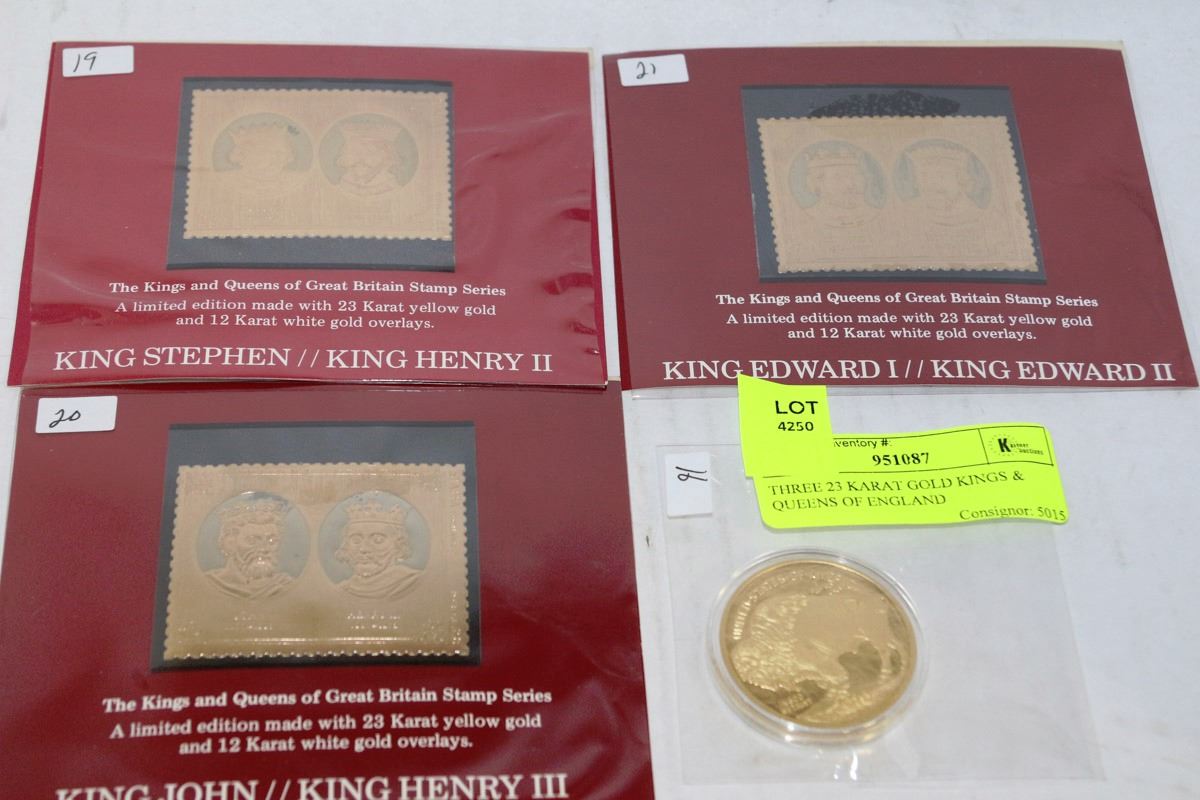 19
The Kings and Queens of Great Britain Stamp Series
A limited edition made with 23 Karat yellow gold
and 12 Karat white gold overlays.
KING STEPHEN // KING HENRY II
21
The Kings and Queens of Great Britain Stamp Series
A limited edition made with 23 Karat yellow gold
and 12 Karat white gold overlays.
KING EDWARD I // KING EDWARD II
20
The Kings and Queens of Great Britain Stamp Series
A limited edition made with 23 Karat yellow gold
and 12 Karat white gold overlays.
KING JOHN // KING HENRY III
LOT
4250
nventory #:
951087
THREE 23 KARAT GOLD KINGS &
QUEENS OF ENGLAND
Consignor: 5015
UNITED STATES OF